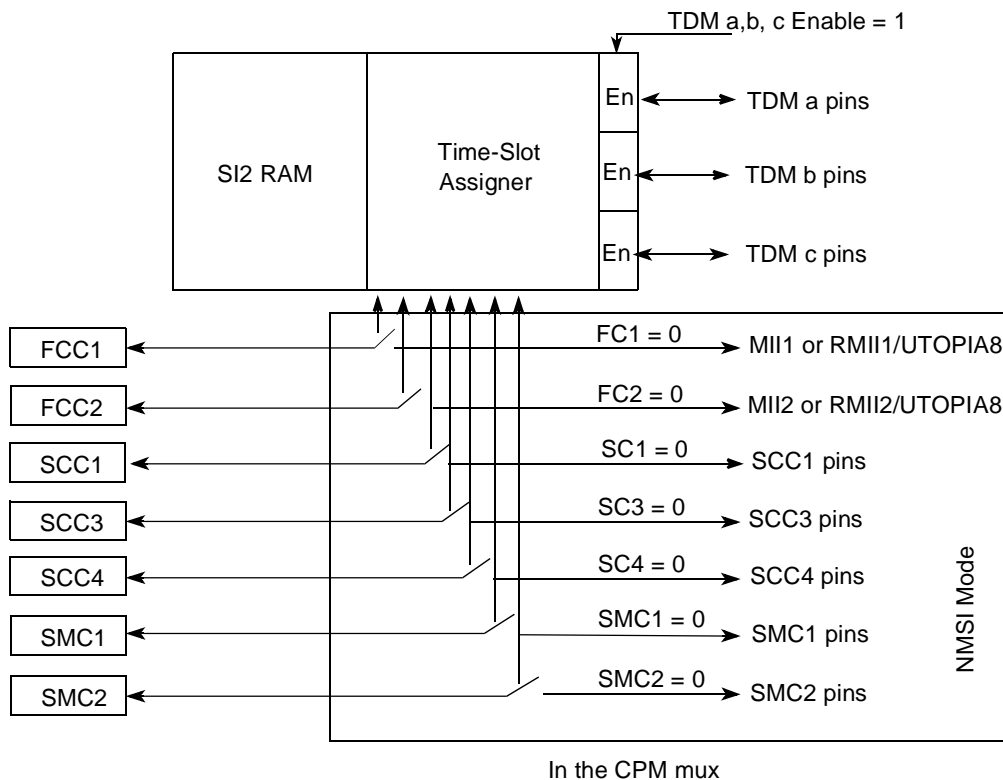 TDM a,b, c Enable = 1
En
TDM a pins
SI2 RAM
Time-Slot
Assigner
En
TDM b pins
En
TDM c pins
FCC1
FC1 = 0
MII1 or RMII1/UTOPIA8
FCC2
FC2 = 0
MII2 or RMII2/UTOPIA8
SCC1
SC1 = 0
SCC1 pins
SCC3
SC3 = 0
SCC3 pins
SCC4
SC4 = 0
SCC4 pins
SMC1
SMC1 = 0
SMC1 pins
SMC2
SMC2 = 0
SMC2 pins
NMSI Mode
In the CPM mux